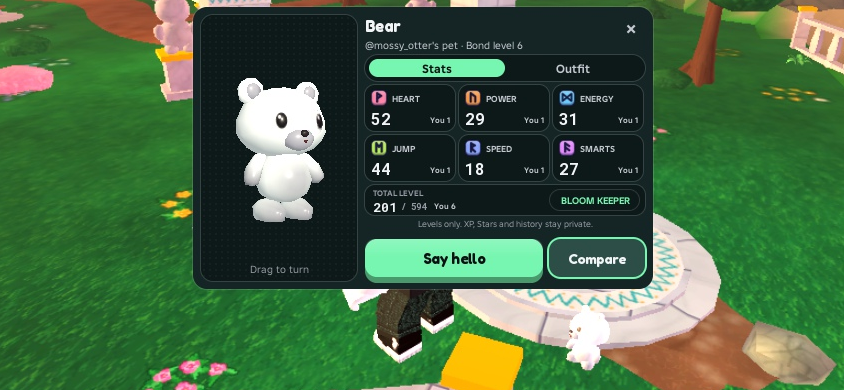 Bear
×
@mossy_otter's pet · Bond level 6
Stats
Outfit
HEART
52
You 1
POWER
29
You 1
ENERGY
31
You 1
JUMP
44
You 1
SPEED
18
You 1
SMARTS
27
You 1
TOTAL LEVEL
201 / 594 You 6
BLOOM KEEPER
Levels only. XP, Stars and history stay private.
Drag to turn
Say hello
Compare